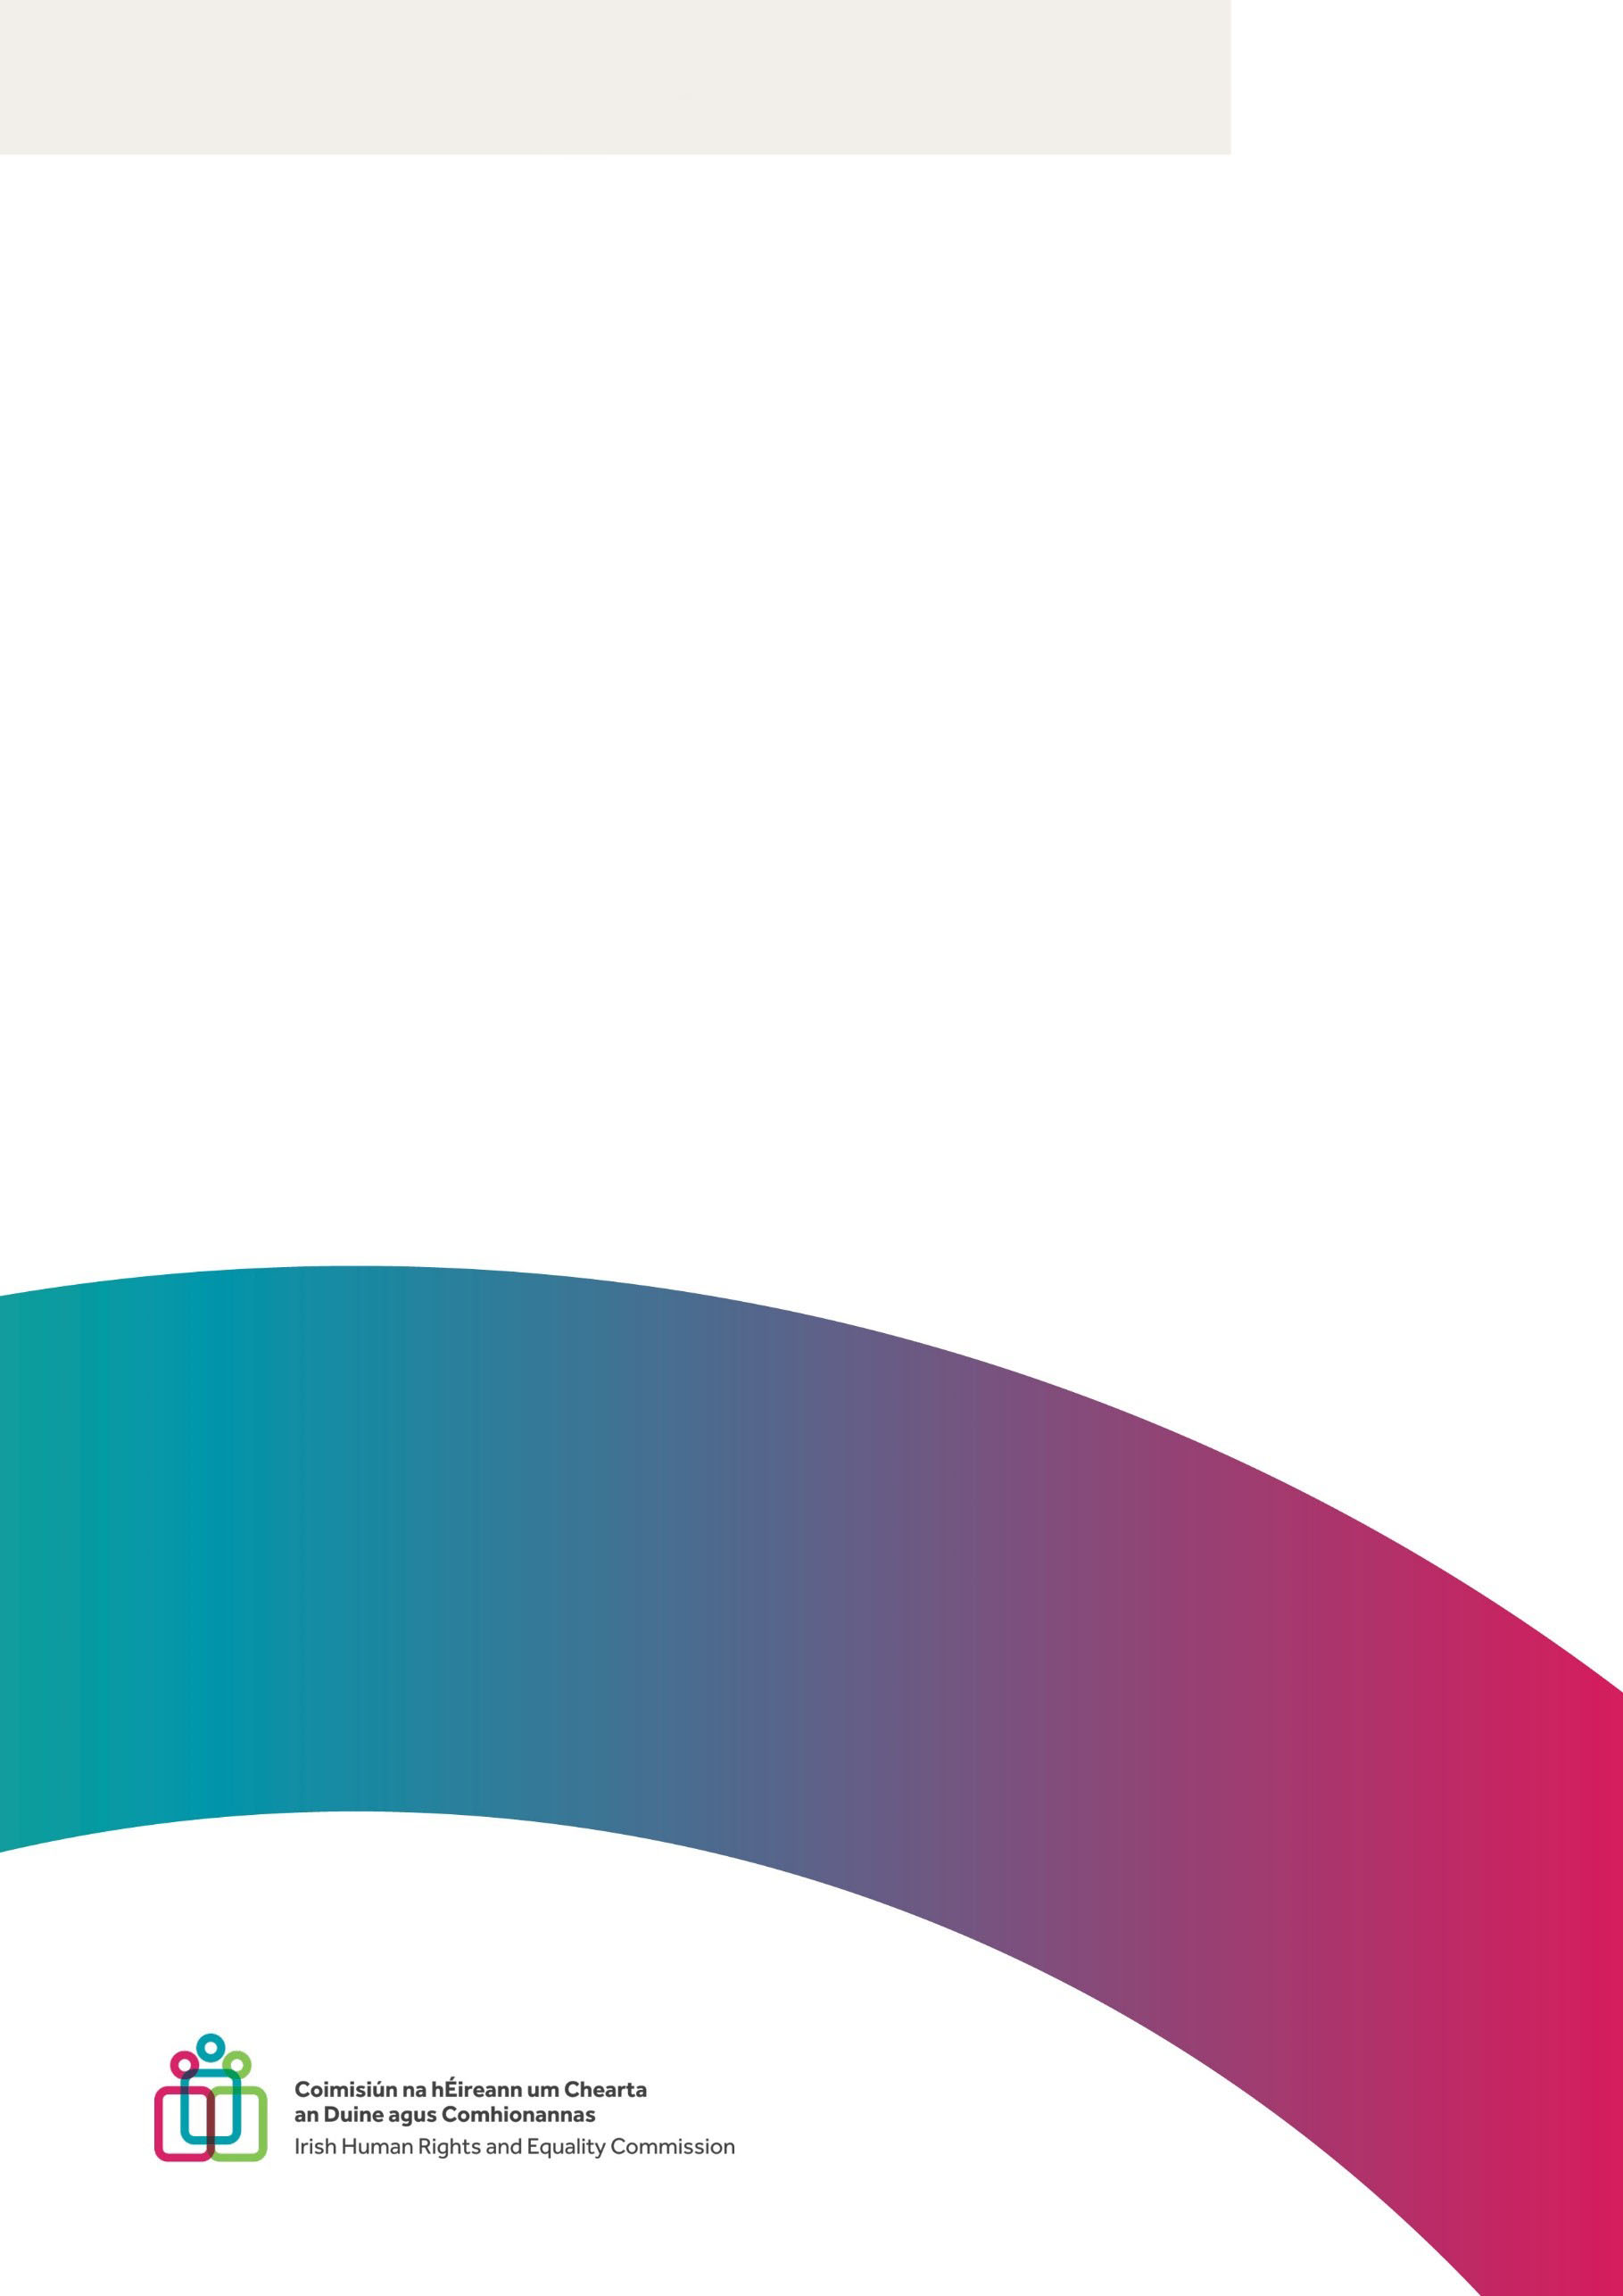 Coimisiún na hÉireann um Chearta
an Duine agus Comhionannas
Irish Human Rights and Equality Commission